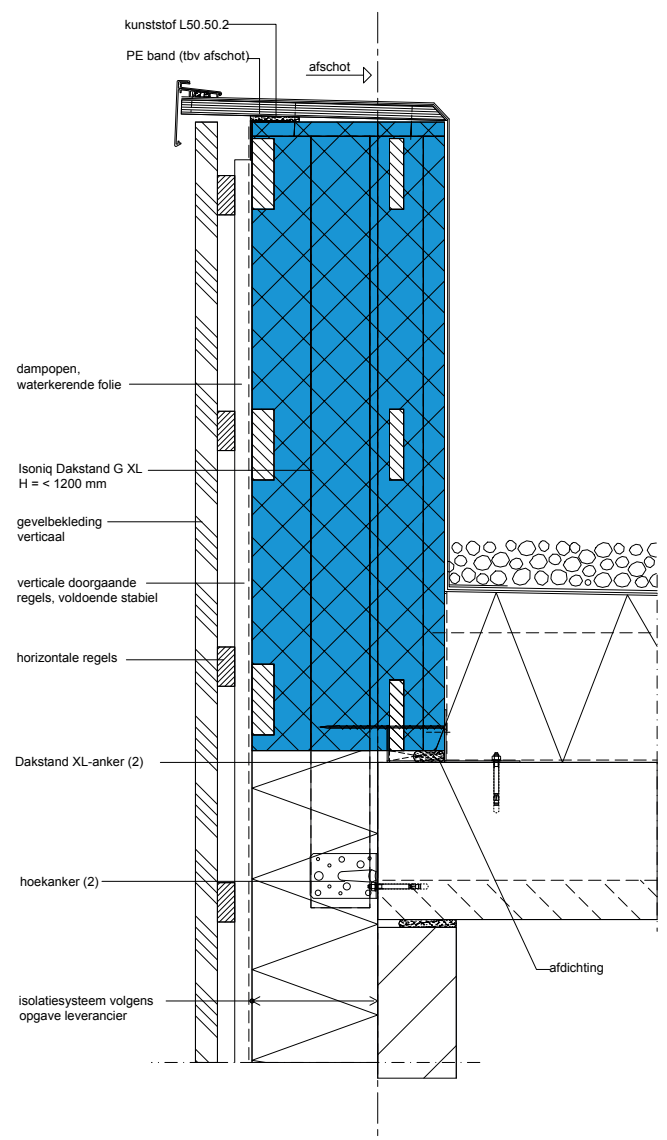 kunststof L50.50.2
PE band (tbv afschot)
afschot
dampopen,
waterkerende folie
Isoniq Dakstand G XL
H = < 1200 mm
gevelbekleding
verticaal
verticale doorgaande
regels, voldoende stabiel
horizontale regels
Dakstand XL-anker (2)
hoekanker (2)
afdichting
isolatiesysteem volgens
opgave leverancier